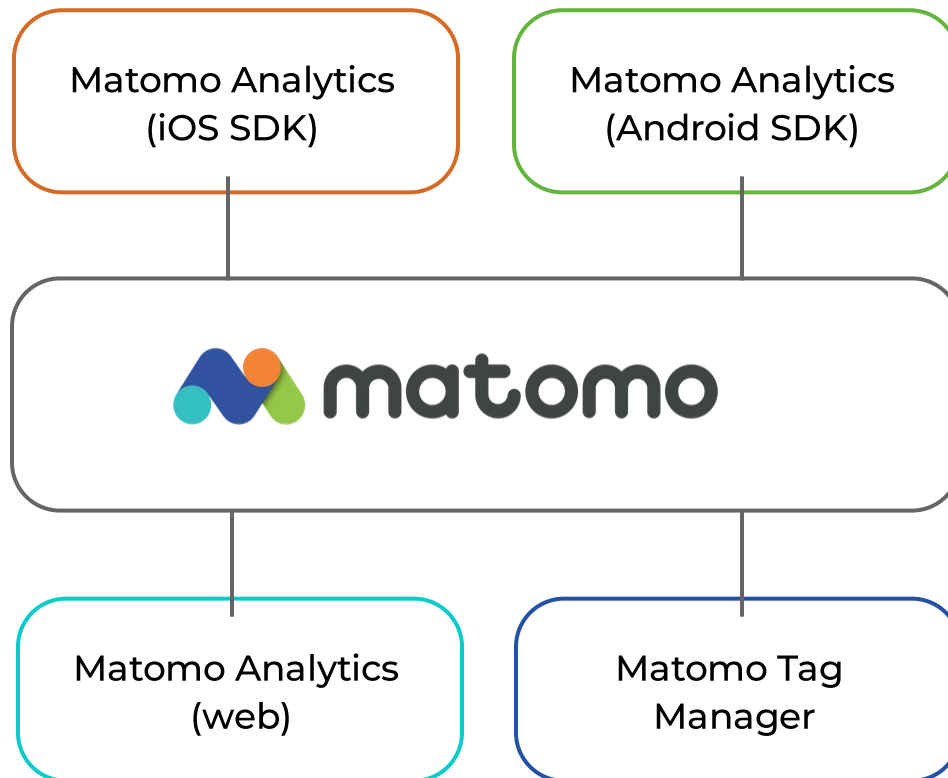 Matomo Analytics
(iOS SDK)
Matomo Analytics
(Android SDK)
matomo
Matomo Analytics
(web)
Matomo Tag
Manager